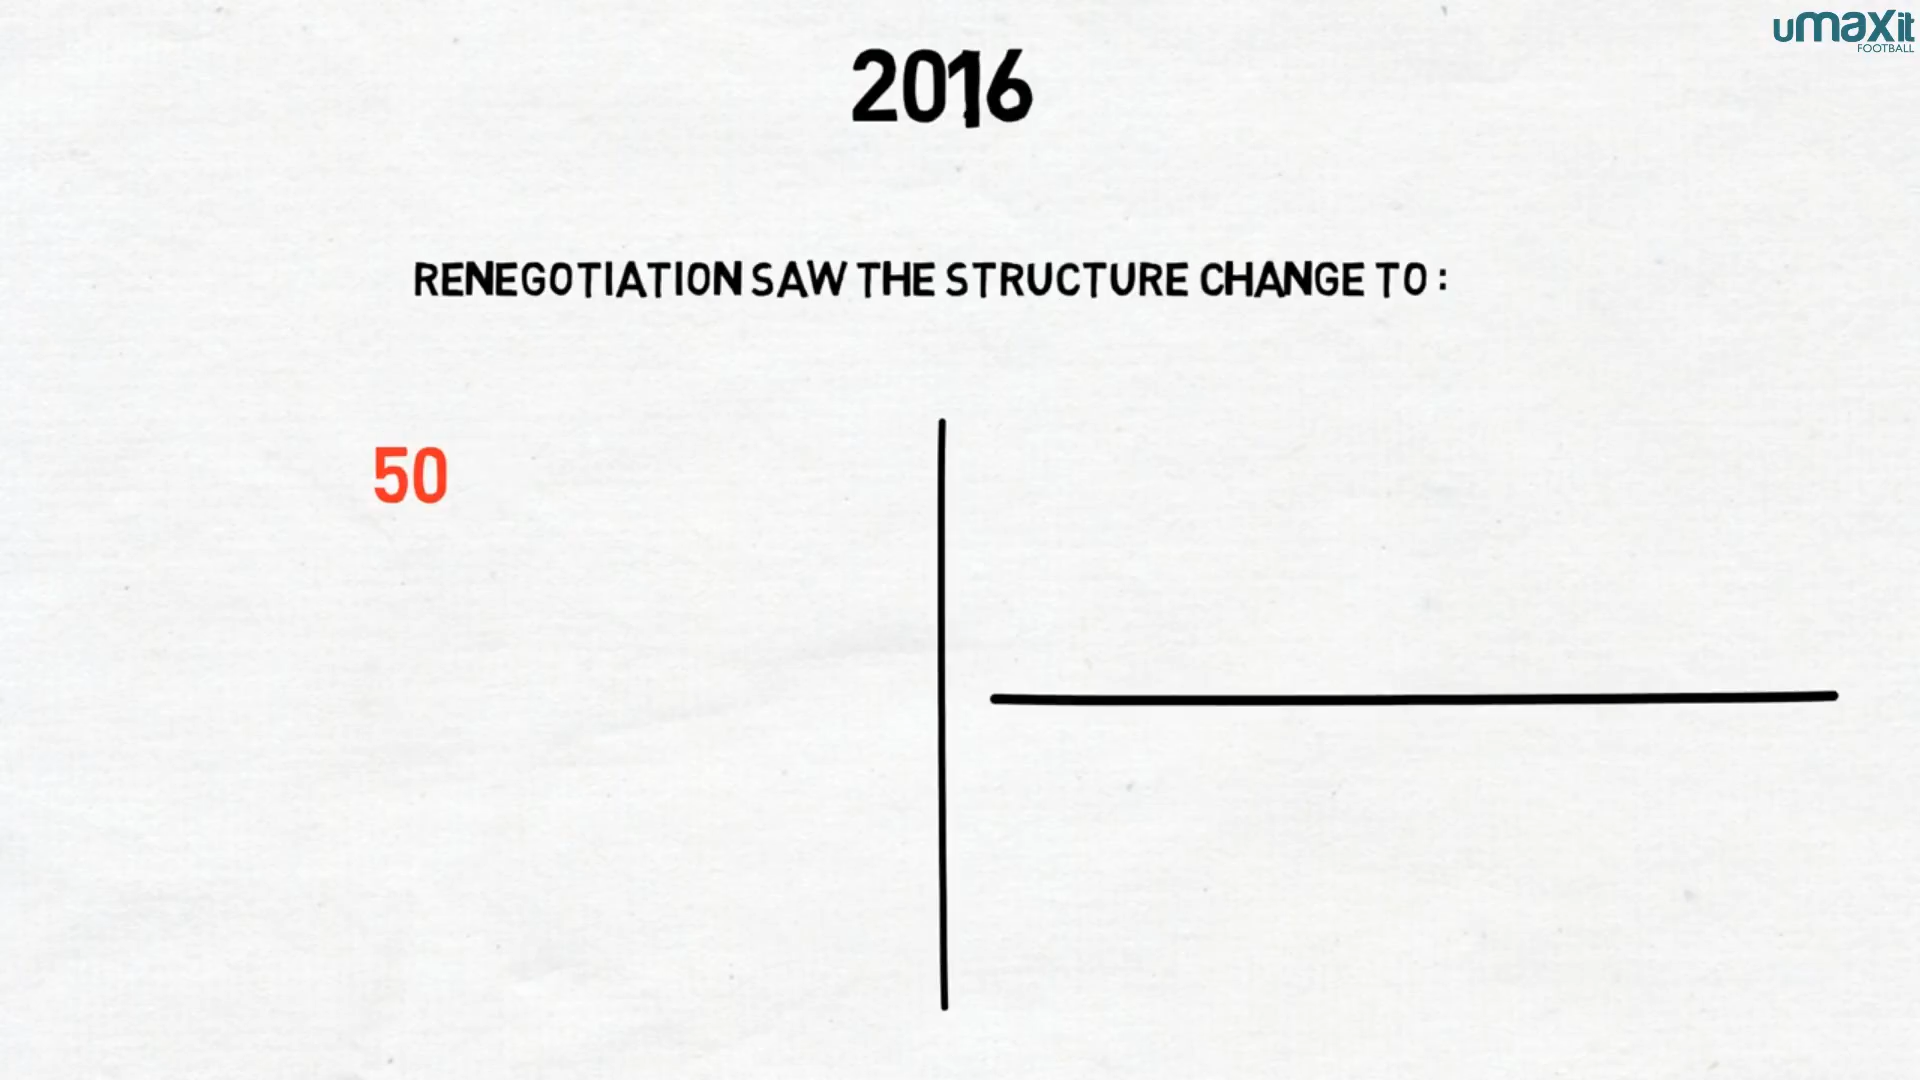 umaxit
FOOTBALL
2016
RENEGOTIATION SAW THE STRUCTURE CHANGE TO :
50